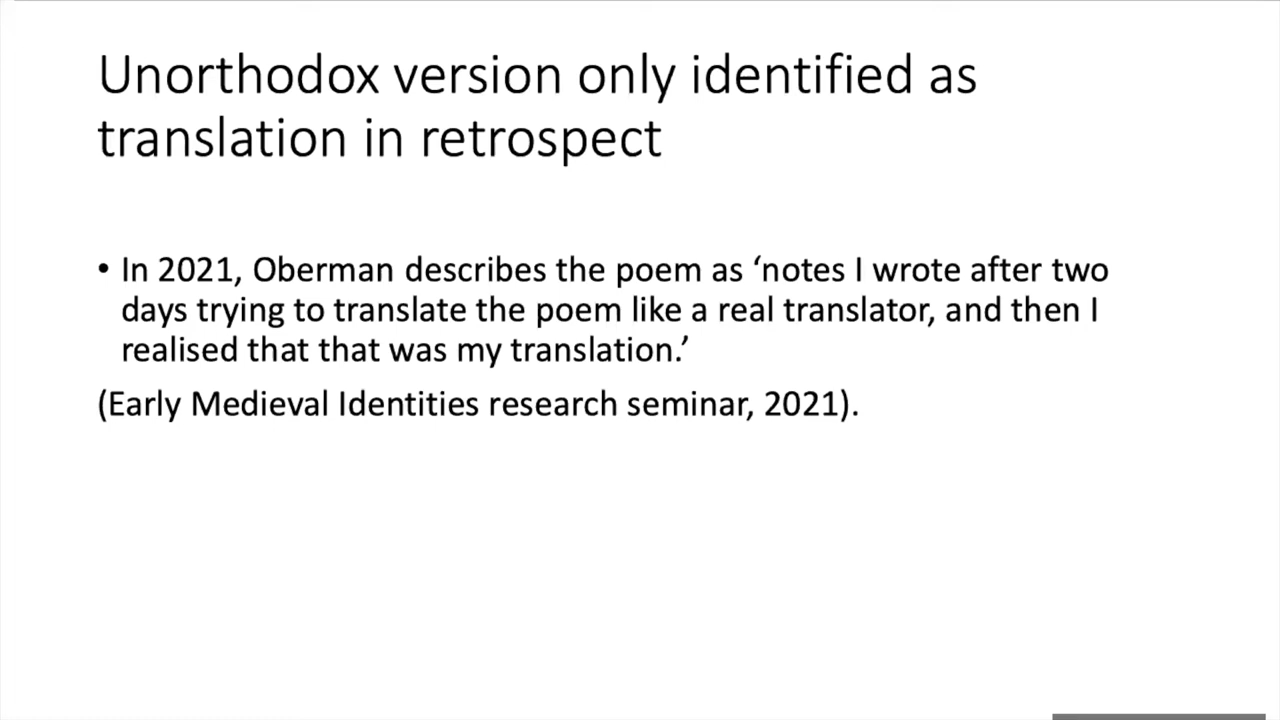 Unorthodox version only identified as
translation in retrospect
• In 2021, Oberman describes the poem as ‘notes I wrote after two
days trying to translate the poem like a real translator, and then I
realised that that was my translation.’
(Early Medieval Identities research seminar, 2021).